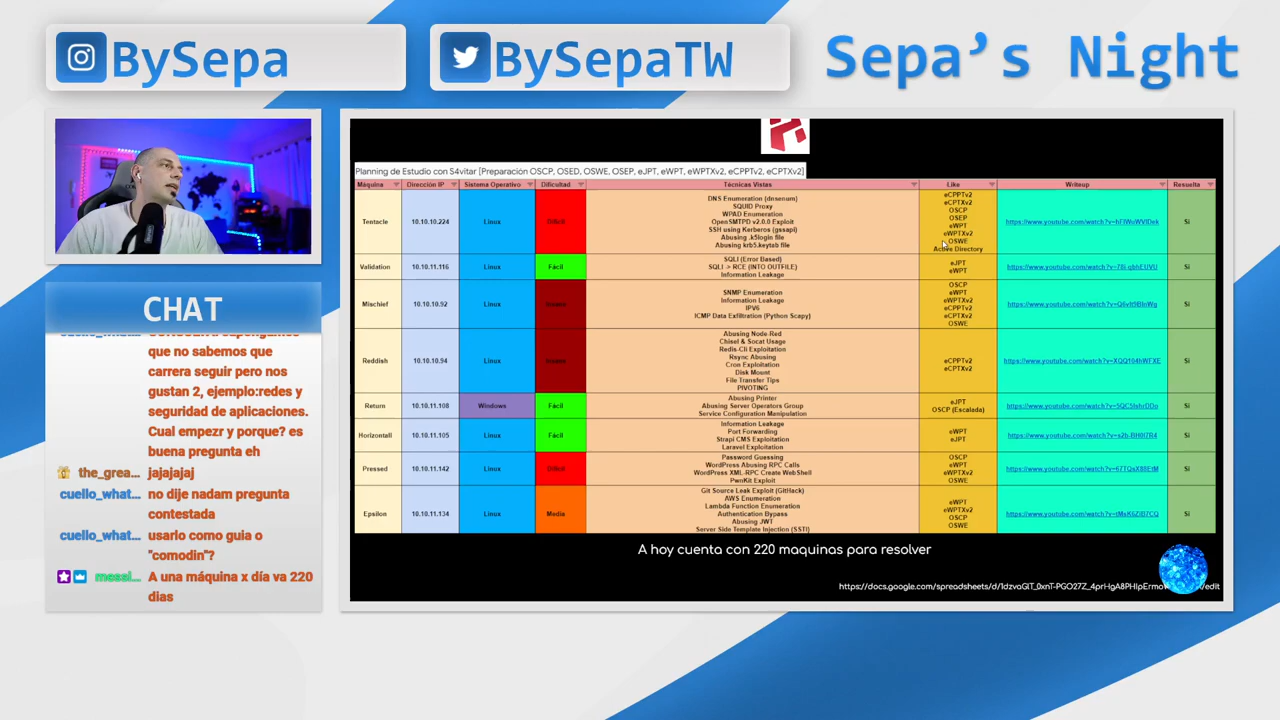 BySepa
BySepaTW
Sepa's Night
Planning de Estudio con S4vitar [Preparación OSCP, OSED, OSWE, OSEP, eJPT, eWPT, eWPTXv2, eCPPTv2, eCPTXv2]
Máquina Dirección IP Sistema Operativo Dificultad Técnicas Vistas Like Writeup Resuelta
Tentacle 10.10.10.224 Linux Difícil
DNS Enumeration (dnsenum)
SQUID Proxy
WPAD Enumeration
OpenSMTPD v2.0.0 Exploit
SSH using Kerberos (gssapi)
Abusing .k5login file
Abusing krb5.keytab file
eCPPTv2
eCPTXv2
OSCP
OSEP
eWPT
eWPTXv2
OSWE
Active Directory
Si
Validation 10.10.11.116 Linux Fácil
SQLI (Error Based)
SQLI -> RCE (INTO OUTFILE)
Information Leakage
eJPT
eWPT
Si
Mischief 10.10.10.92 Linux Insane
SNMP Enumeration
Information Leakage
IPV6
ICMP Data Exfiltration (Python Scapy)
OSCP
eWPT
eWPTXv2
eCPPTv2
eCPTXv2
OSWE
Si
Reddish 10.10.10.94 Linux Insane
Abusing Node-Red
Chisel & Socat Usage
Redis-Cli Exploitation
Rsync Abusing
Cron Exploitation
Disk Mount
File Transfer Tips
PIVOTING
eCPPTv2
eCPTXv2
Si
Return 10.10.11.108 Windows Fácil
Abusing Printer
Abusing Server Operators Group
Service Configuration Manipulation
eJPT
OSCP (Escalada)
Si
Horizontall 10.10.11.105 Linux Fácil
Information Leakage
Port Forwarding
Strapi CMS Exploitation
Laravel Exploitation
eWPT
eJPT
Si
Pressed 10.10.11.142 Linux Difícil
Password Guessing
WordPress Abusing RPC Calls
WordPress XML-RPC Create WebShell
PwnKit Exploit
OSCP
eWPT
eWPTXv2
OSWE
Si
Epsilon 10.10.11.134 Linux Media
Git Source Leak Exploit (GitHack)
AWS Enumeration
Lambda Function Enumeration
Authentication Bypass
Abusing JWT
Server Side Template Injection (SSTI)
eWPT
eWPTXv2
OSCP
OSWE
Si
A hoy cuenta con 220 maquinas para resolver
CHAT
que no sabemos que
carrera seguir pero nos
gustan 2, ejemplo:redes y
seguridad de aplicaciones.
Cual empezr y porque? es
buena pregunta eh
the_grea... jajajajaj
cuello_what... no dije nadam pregunta
contestada
cuello_what... usarlo como guia o
"comodin"?
messi... A una máquina x día va 220
dias